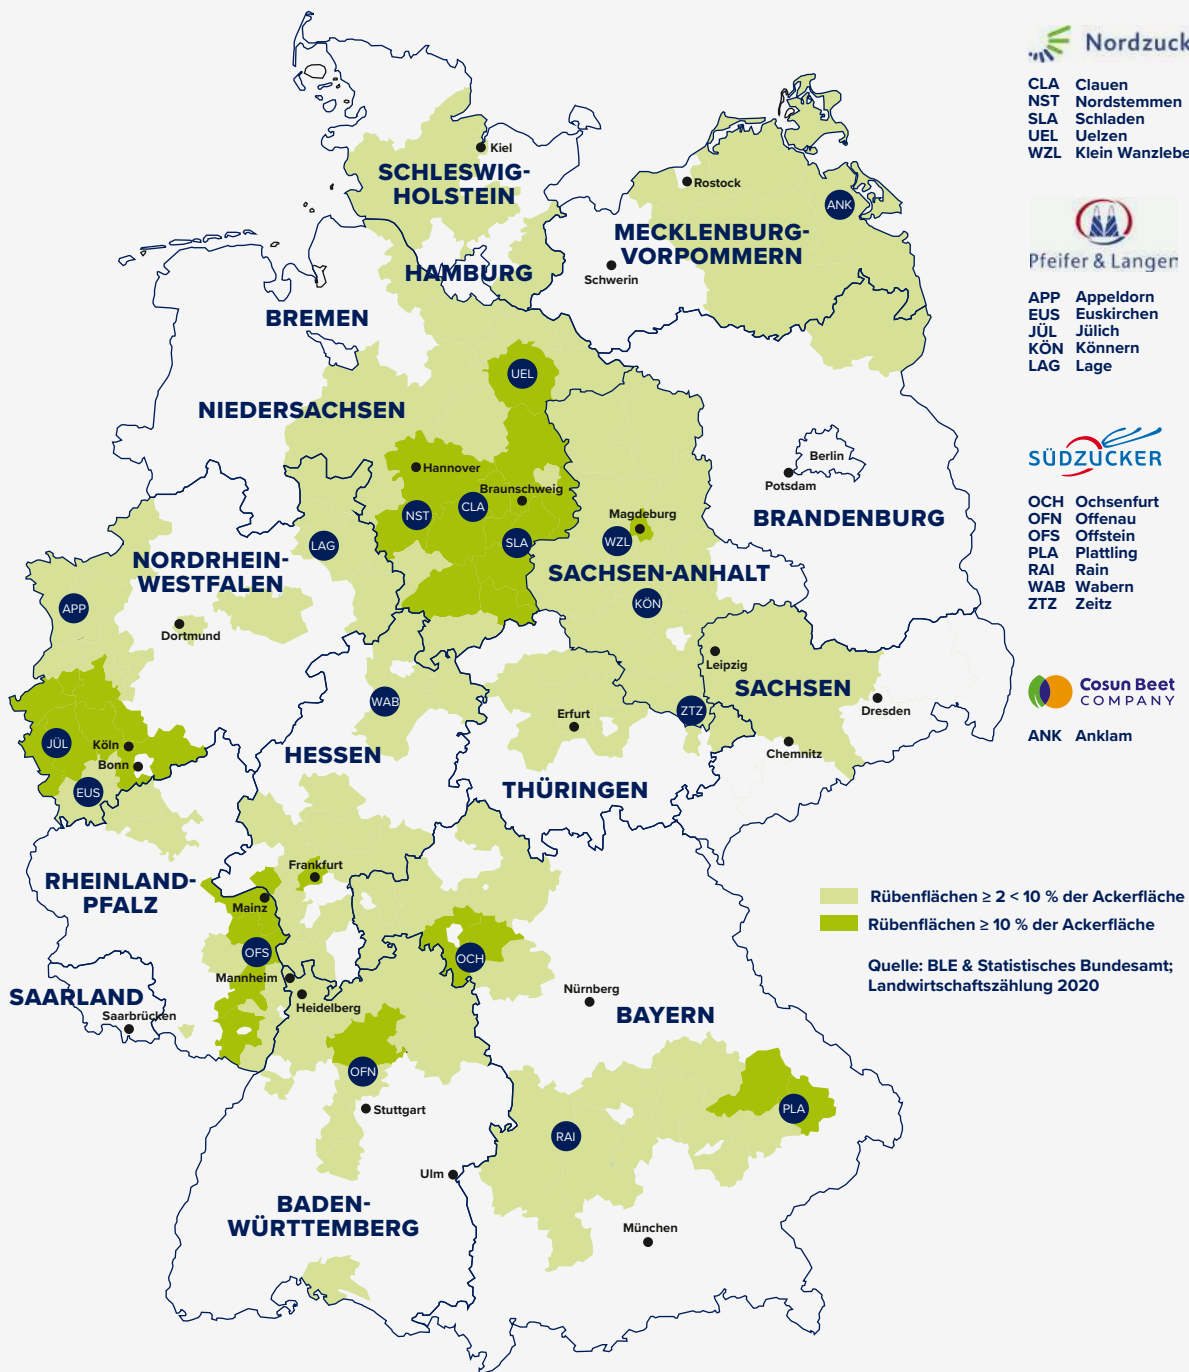 Nordzuck
CLA Clauen
NST Nordstemmen
SLA Schladen
UEL Uelzen
WZL Klein Wanzlebe
Pfeifer & Langen
APP Appeldorn
EUS Euskirchen
JÜL Jülich
KÖN Könnern
LAG Lage
SÜDZUCKER
OCH Ochsenfurt
OFN Offenau
OFS Offstein
PLA Plattling
RAI Rain
WAB Wabern
ZTZ Zeitz
Cosun Beet
COMPANY
ANK Anklam
Kiel
SCHLESWIG-
HOLSTEIN
Rostock
ANK
MECKLENBURG-
VORPOMMERN
Schwerin
HAMBURG
BREMEN
UEL
NIEDERSACHSEN
Hannover
Braunschweig
CLA
NST
SLA
LAG
Berlin
Potsdam
BRANDENBURG
Magdeburg
WZL
SACHSEN-ANHALT
KÖN
NORDRHEIN-
WESTFALEN
APP
Dortmund
Leipzig
SACHSEN
Dresden
ZTZ
Chemnitz
WAB
HESSEN
Erfurt
THÜRINGEN
JÜL
Köln
Bonn
EUS
RHEINLAND-
PFALZ
Frankfurt
Mainz
OFS
Mannheim
Heidelberg
SAARLAND
Saarbrücken
OCH
Nürnberg
BAYERN
OFN
Stuttgart
PLA
RAI
Ulm
BADEN-
WÜRTTEMBERG
München
Rübenflächen ≥ 2 < 10 % der Ackerfläche
Rübenflächen ≥ 10 % der Ackerfläche
Quelle: BLE & Statistisches Bundesamt;
Landwirtschaftszählung 2020